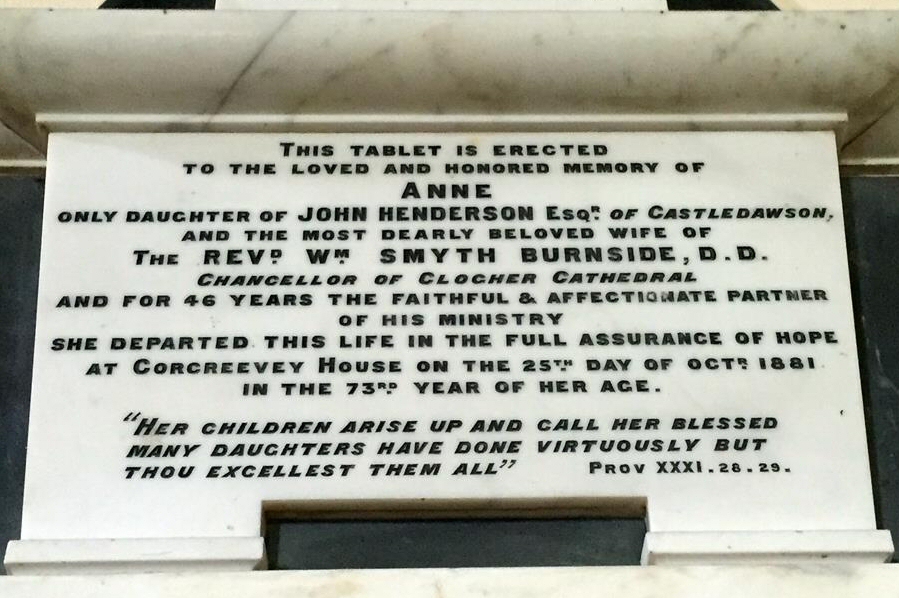 THIS TABLET IS ERECTED
TO THE LOVED AND HONORED MEMORY OF
ANNE
ONLY DAUGHTER OF JOHN HENDERSON ESQR. OF CASTLEDAWSON,
AND THE MOST DEARLY BELOVED WIFE OF
THE REVD. WM. SMYTH BURNSIDE, D.D.
CHANCELLOR OF CLOGHER CATHEDRAL
AND FOR 46 YEARS THE FAITHFUL & AFFECTIONATE PARTNER
OF HIS MINISTRY
SHE DEPARTED THIS LIFE IN THE FULL ASSURANCE OF HOPE
AT CORCREEVEY HOUSE ON THE 25TH. DAY OF OCTR. 1881
IN THE 73RD. YEAR OF HER AGE.
"HER CHILDREN ARISE UP AND CALL HER BLESSED
MANY DAUGHTERS HAVE DONE VIRTUOUSLY BUT
THOU EXCELLEST THEM ALL" PROV XXXI. 28. 29.